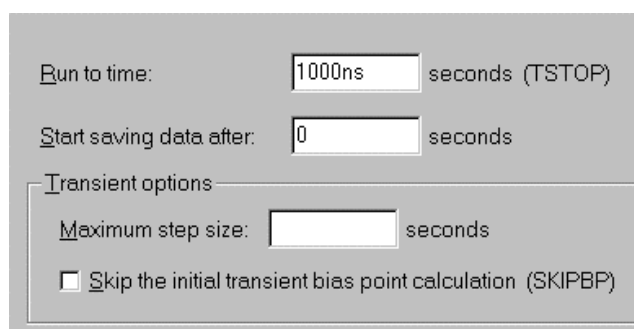 Run to time: 1000ns seconds (TSTOP)
Start saving data after: 0 seconds
Transient options
Maximum step size: seconds
Skip the initial transient bias point calculation (SKIPBP)